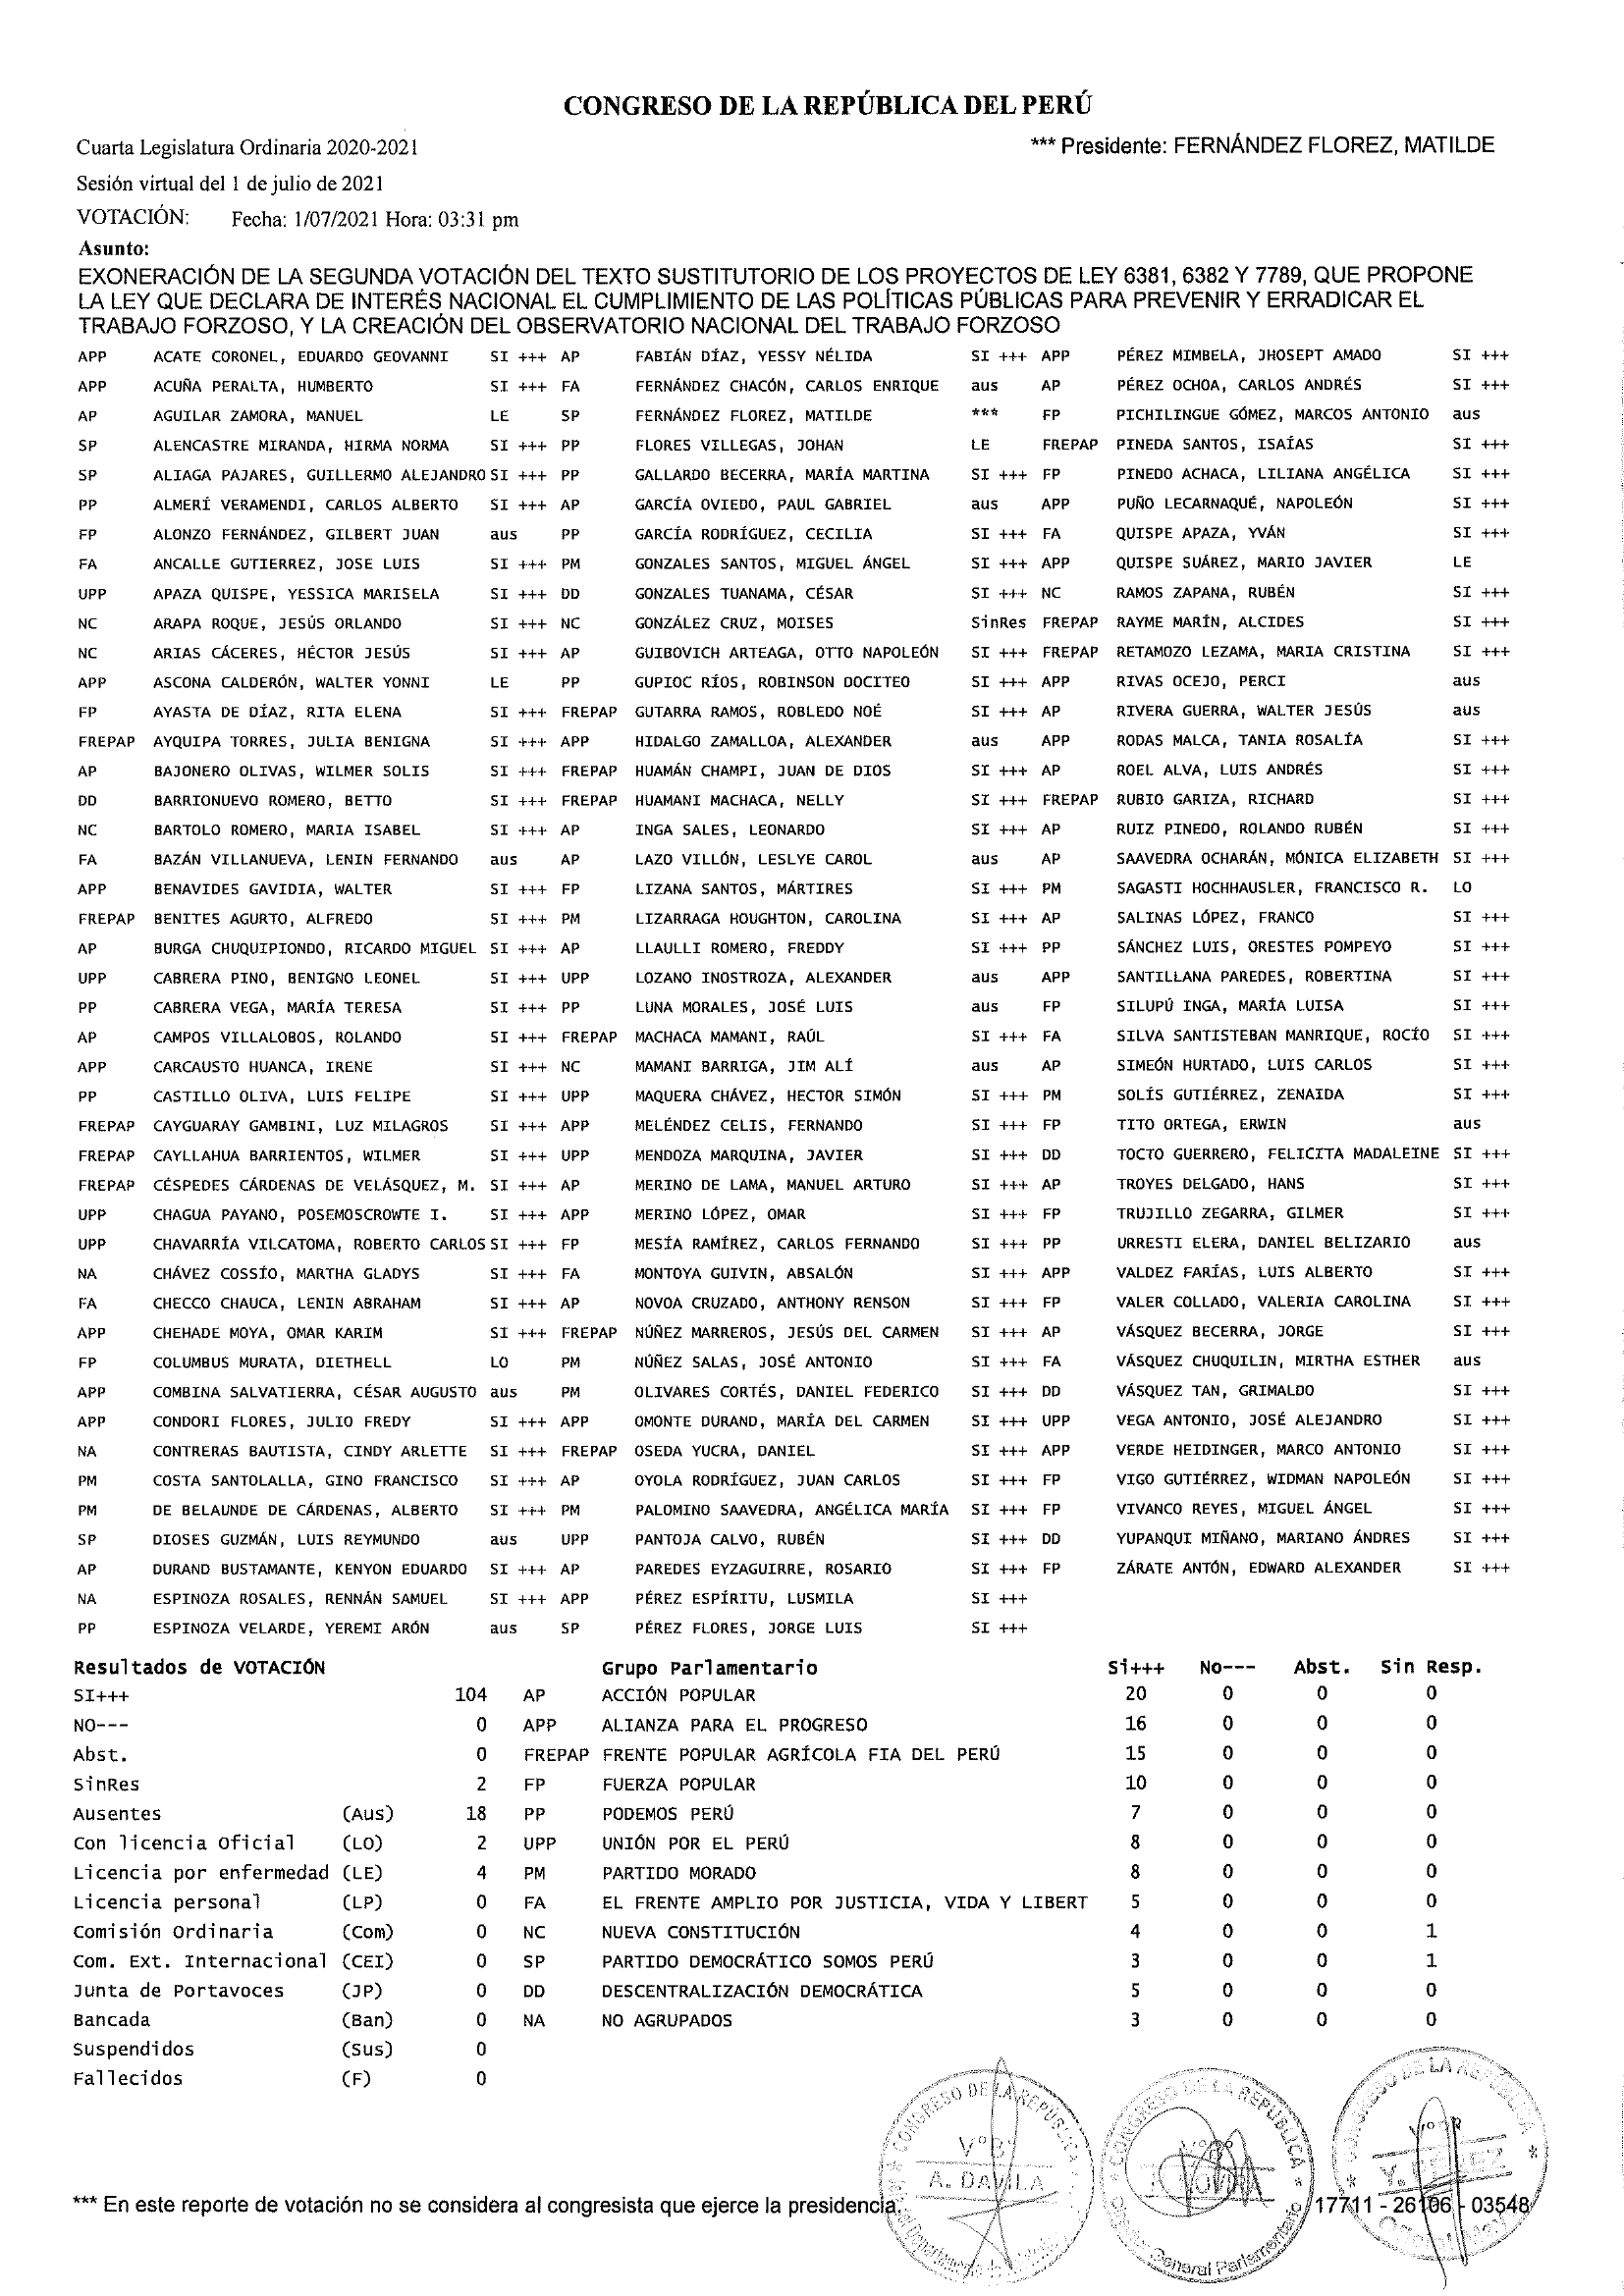 CONGRESO DE LA REPÚBLICA DEL PERÚ
Cuarta Legislatura Ordinaria 2020-2021 *** Presidente: FERNÁNDEZ FLOREZ, MATILDE
Sesión virtual del 1 de julio de 2021
VOTACIÓN: Fecha: 1/07/2021 Hora: 03:31 pm
Asunto:
EXONERACIÓN DE LA SEGUNDA VOTACIÓN DEL TEXTO SUSTITUTORIO DE LOS PROYECTOS DE LEY 6381, 6382 Y 7789, QUE PROPONE
LA LEY QUE DECLARA DE INTERÉS NACIONAL EL CUMPLIMIENTO DE LAS POLÍTICAS PÚBLICAS PARA PREVENIR Y ERRADICAR EL
TRABAJO FORZOSO, Y LA CREACIÓN DEL OBSERVATORIO NACIONAL DEL TRABAJO FORZOSO
APP ACATE CORONEL, EDUARDO GEOVANNI SI +++ AP FABIÁN DÍAZ, YESSY NÉLIDA SI +++ APP PÉREZ MIMBELA, JHOSEPT AMADO SI +++
APP ACUÑA PERALTA, HUMBERTO SI +++ FA FERNÁNDEZ CHACÓN, CARLOS ENRIQUE aus AP PÉREZ OCHOA, CARLOS ANDRÉS SI +++
AP AGUILAR ZAMORA, MANUEL LE SP FERNÁNDEZ FLOREZ, MATILDE *** FP PICHILINGUE GÓMEZ, MARCOS ANTONIO aus
SP ALENCASTRE MIRANDA, HIRMA NORMA SI +++ PP FLORES VILLEGAS, JOHAN LE FREPAP PINEDA SANTOS, ISAÍAS SI +++
SP ALIAGA PAJARES, GUILLERMO ALEJANDRO SI +++ PP GALLARDO BECERRA, MARÍA MARTINA SI +++ FP PINEDO ACHACA, LILIANA ANGÉLICA SI +++
PP ALMERÍ VERAMENDI, CARLOS ALBERTO SI +++ AP GARCÍA OVIEDO, PAUL GABRIEL aus APP PUÑO LECARNAQUÉ, NAPOLEÓN SI +++
FP ALONZO FERNÁNDEZ, GILBERT JUAN aus PP GARCÍA RODRÍGUEZ, CECILIA SI +++ FA QUISPE APAZA, YVÁN SI +++
FA ANCALLE GUTIERREZ, JOSE LUIS SI +++ PM GONZALES SANTOS, MIGUEL ÁNGEL SI +++ APP QUISPE SUÁREZ, MARIO JAVIER LE
UPP APAZA QUISPE, YESSICA MARISELA SI +++ DD GONZALES TUANAMA, CÉSAR SI +++ NC RAMOS ZAPANA, RUBÉN SI +++
NC ARAPA ROQUE, JESÚS ORLANDO SI +++ NC GONZÁLEZ CRUZ, MOISES SinRes FREPAP RAYME MARÍN, ALCIDES SI +++
NC ARIAS CÁCERES, HÉCTOR JESÚS SI +++ AP GUIBOVICH ARTEAGA, OTTO NAPOLEÓN SI +++ FREPAP RETAMOZO LEZAMA, MARIA CRISTINA SI +++
APP ASCONA CALDERÓN, WALTER YONNI LE PP GUPIOC RÍOS, ROBINSON DOCITEO SI +++ APP RIVAS OCEJO, PERCI aus
FP AYASTA DE DÍAZ, RITA ELENA SI +++ FREPAP GUTARRA RAMOS, ROBLEDO NOÉ SI +++ AP RIVERA GUERRA, WALTER JESÚS aus
FREPAP AYQUIPA TORRES, JULIA BENIGNA SI +++ APP HIDALGO ZAMALLOA, ALEXANDER aus APP RODAS MALCA, TANIA ROSALÍA SI +++
AP BAJONERO OLIVAS, WILMER SOLIS SI +++ FREPAP HUAMÁN CHAMPI, JUAN DE DIOS SI +++ AP ROEL ALVA, LUIS ANDRÉS SI +++
DD BARRIONUEVO ROMERO, BETTO SI +++ FREPAP HUAMANI MACHACA, NELLY SI +++ FREPAP RUBIO GARIZA, RICHARD SI +++
NC BARTOLO ROMERO, MARIA ISABEL SI +++ AP INGA SALES, LEONARDO SI +++ AP RUIZ PINEDO, ROLANDO RUBÉN SI +++
FA BAZÁN VILLANUEVA, LENIN FERNANDO aus AP LAZO VILLÓN, LESLYE CAROL aus AP SAAVEDRA OCHARÁN, MÓNICA ELIZABETH SI +++
APP BENAVIDES GAVIDIA, WALTER SI +++ FP LIZANA SANTOS, MÁRTIRES SI +++ PM SAGASTI HOCHHAUSLER, FRANCISCO R. LO
FREPAP BENITES AGURTO, ALFREDO SI +++ PM LIZARRAGA HOUGHTON, CAROLINA SI +++ AP SALINAS LÓPEZ, FRANCO SI +++
AP BURGA CHUQUIPIONDO, RICARDO MIGUEL SI +++ AP LLAULLI ROMERO, FREDDY SI +++ PP SÁNCHEZ LUIS, ORESTES POMPEYO SI +++
UPP CABRERA PINO, BENIGNO LEONEL SI +++ UPP LOZANO INOSTROZA, ALEXANDER aus APP SANTILLANA PAREDES, ROBERTINA SI +++
PP CABRERA VEGA, MARÍA TERESA SI +++ PP LUNA MORALES, JOSÉ LUIS aus FP SILUPÚ INGA, MARÍA LUISA SI +++
AP CAMPOS VILLALOBOS, ROLANDO SI +++ FREPAP MACHACA MAMANI, RAÚL SI +++ FA SILVA SANTISTEBAN MANRIQUE, ROCÍO SI +++
APP CARCAUSTO HUANCA, IRENE SI +++ NC MAMANI BARRIGA, JIM ALÍ aus AP SIMEÓN HURTADO, LUIS CARLOS SI +++
PP CASTILLO OLIVA, LUIS FELIPE SI +++ UPP MAQUERA CHÁVEZ, HECTOR SIMÓN SI +++ PM SOLÍS GUTIÉRREZ, ZENAIDA SI +++
FREPAP CAYGUARAY GAMBINI, LUZ MILAGROS SI +++ APP MELÉNDEZ CELIS, FERNANDO SI +++ FP TITO ORTEGA, ERWIN aus
FREPAP CAYLLAHUA BARRIENTOS, WILMER SI +++ UPP MENDOZA MARQUINA, JAVIER SI +++ DD TOCTO GUERRERO, FELICITA MADALEINE SI +++
FREPAP CÉSPEDES CÁRDENAS DE VELÁSQUEZ, M. SI +++ AP MERINO DE LAMA, MANUEL ARTURO SI +++ AP TROYES DELGADO, HANS SI +++
UPP CHAGUA PAYANO, POSEMOSCROWTE I. SI +++ APP MERINO LÓPEZ, OMAR SI +++ FP TRUJILLO ZEGARRA, GILMER SI +++
UPP CHAVARRÍA VILCATOMA, ROBERTO CARLOS SI +++ FP MESÍA RAMÍREZ, CARLOS FERNANDO SI +++ PP URRESTI ELERA, DANIEL BELIZARIO aus
NA CHÁVEZ COSSÍO, MARTHA GLADYS SI +++ FA MONTOYA GUIVIN, ABSALÓN SI +++ APP VALDEZ FARÍAS, LUIS ALBERTO SI +++
FA CHECCO CHAUCA, LENIN ABRAHAM SI +++ AP NOVOA CRUZADO, ANTHONY RENSON SI +++ FP VALER COLLADO, VALERIA CAROLINA SI +++
APP CHEHADE MOYA, OMAR KARIM SI +++ FREPAP NÚÑEZ MARREROS, JESÚS DEL CARMEN SI +++ AP VÁSQUEZ BECERRA, JORGE SI +++
FP COLUMBUS MURATA, DIETHELL LO PM NÚÑEZ SALAS, JOSÉ ANTONIO SI +++ FA VÁSQUEZ CHUQUILIN, MIRTHA ESTHER aus
APP COMBINA SALVATIERRA, CÉSAR AUGUSTO aus PM OLIVARES CORTÉS, DANIEL FEDERICO SI +++ DD VÁSQUEZ TAN, GRIMALDO SI +++
APP CONDORI FLORES, JULIO FREDY SI +++ APP OMONTE DURAND, MARÍA DEL CARMEN SI +++ UPP VEGA ANTONIO, JOSÉ ALEJANDRO SI +++
NA CONTRERAS BAUTISTA, CINDY ARLETTE SI +++ FREPAP OSEDA YUCRA, DANIEL SI +++ APP VERDE HEIDINGER, MARCO ANTONIO SI +++
PM COSTA SANTOLALLA, GINO FRANCISCO SI +++ AP OYOLA RODRÍGUEZ, JUAN CARLOS SI +++ FP VIGO GUTIÉRREZ, WIDMAN NAPOLEÓN SI +++
PM DE BELAUNDE DE CÁRDENAS, ALBERTO SI +++ PM PALOMINO SAAVEDRA, ANGÉLICA MARÍA SI +++ FP VIVANCO REYES, MIGUEL ÁNGEL SI +++
SP DIOSES GUZMÁN, LUIS REYMUNDO aus UPP PANTOJA CALVO, RUBÉN SI +++ DD YUPANQUI MIÑANO, MARIANO ÁNDRES SI +++
AP DURAND BUSTAMANTE, KENYON EDUARDO SI +++ AP PAREDES EYZAGUIRRE, ROSARIO SI +++ FP ZÁRATE ANTÓN, EDWARD ALEXANDER SI +++
NA ESPINOZA ROSALES, RENNÁN SAMUEL SI +++ APP PÉREZ ESPÍRITU, LUSMILA SI +++
PP ESPINOZA VELARDE, YEREMI ARÓN aus SP PÉREZ FLORES, JORGE LUIS SI +++
Resultados de VOTACIÓN Grupo Parlamentario Si+++ No--- Abst. Sin Resp.
SI+++ 104 AP ACCIÓN POPULAR 20 0 0 0
NO--- 0 APP ALIANZA PARA EL PROGRESO 16 0 0 0
Abst. 0 FREPAP FRENTE POPULAR AGRÍCOLA FIA DEL PERÚ 15 0 0 0
SinRes 2 FP FUERZA POPULAR 10 0 0 0
Ausentes (Aus) 18 PP PODEMOS PERÚ 7 0 0 0
Con licencia Oficial (LO) 2 UPP UNIÓN POR EL PERÚ 8 0 0 0
Licencia por enfermedad (LE) 4 PM PARTIDO MORADO 8 0 0 0
Licencia personal (LP) 0 FA EL FRENTE AMPLIO POR JUSTICIA, VIDA Y LIBERT 5 0 0 0
Comisión Ordinaria (Com) 0 NC NUEVA CONSTITUCIÓN 4 0 0 1
Com. Ext. Internacional (CEI) 0 SP PARTIDO DEMOCRÁTICO SOMOS PERÚ 3 0 0 1
Junta de Portavoces (JP) 0 DD DESCENTRALIZACIÓN DEMOCRÁTICA 5 0 0 0
Bancada (Ban) 0 NA NO AGRUPADOS 3 0 0 0
Suspendidos (Sus) 0
Fallecidos (F) 0
CONGRESO DE LA REPÚBLICA
V°B°
A. DAVILA
CONGRESO DE LA REPÚBLICA
General Parlamentario
CONGRESO DE LA REPÚBLICA
*** En este reporte de votación no se considera al congresista que ejerce la presidencia. 17711 - 26106 - 03548